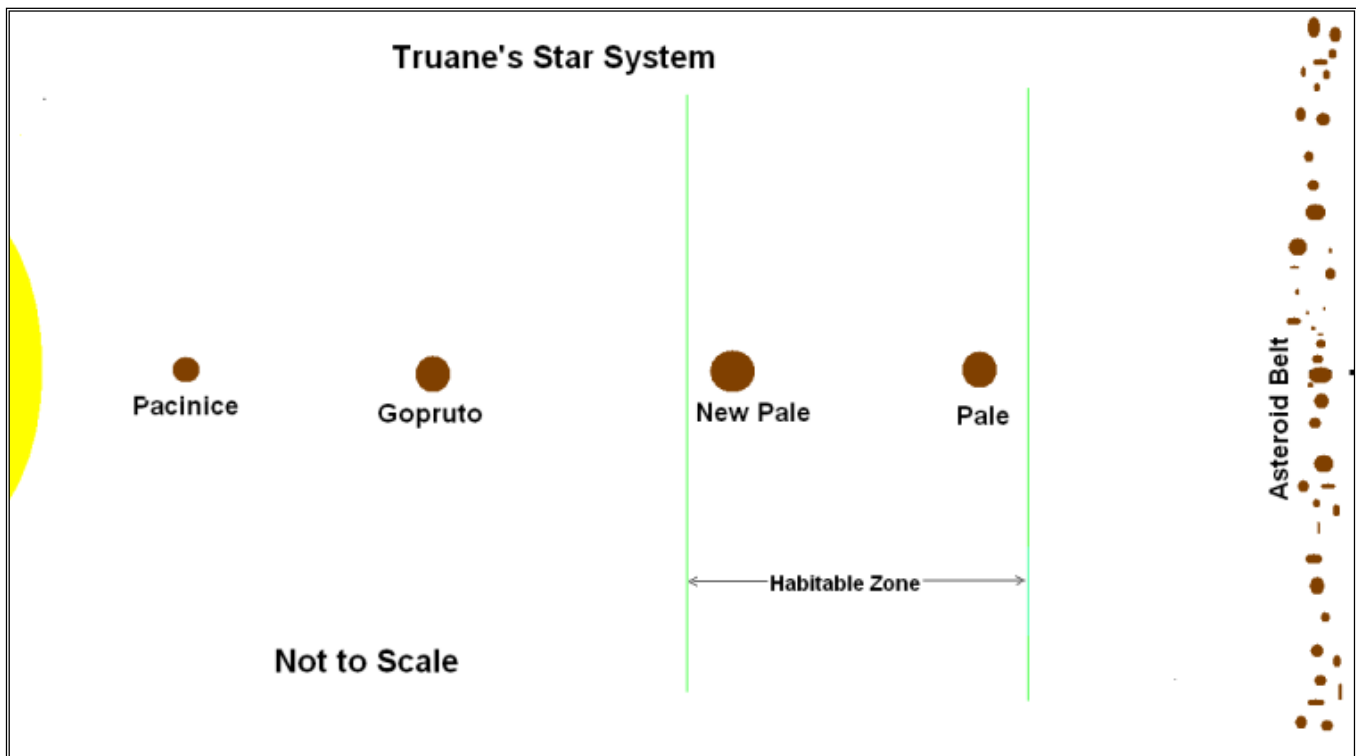 Truane's Star System
Pacinice
Gopruto
New Pale
Pale
Asteroid Belt
Habitable Zone
Not to Scale